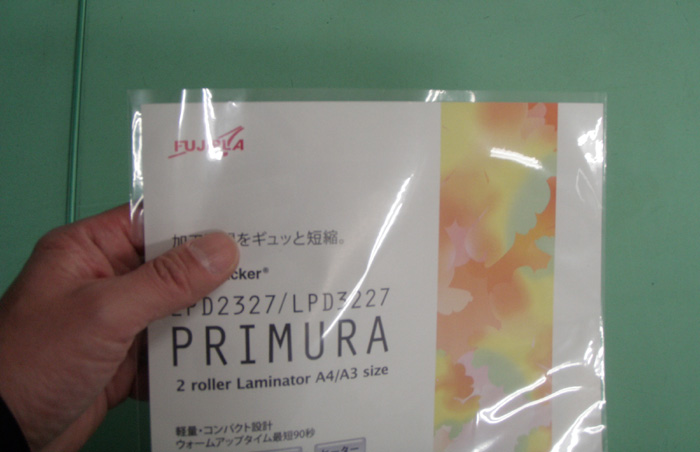 FUJIPLA
加 をギュッと短縮。
cker®
LPD2327/LPD3227
PRIMURA
2 roller Laminator A4/A3 size
軽量・コンパクト設計
ウォームアップタイム最短90秒